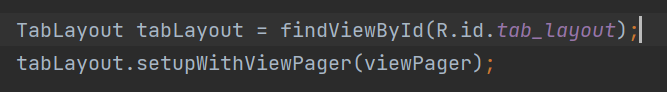 TabLayout tabLayout = findViewById(R.id.tab_layout);
tabLayout.setupWithViewPager(viewPager);